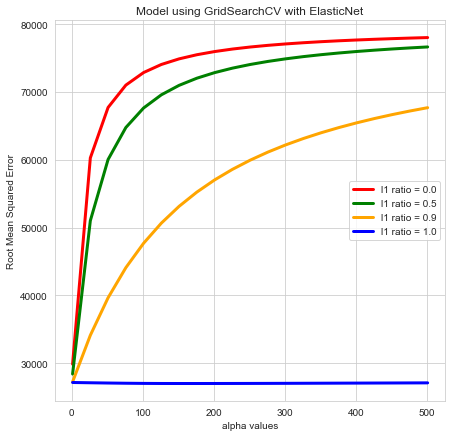 Model using GridSearchCV with ElasticNet
Root Mean Squared Error
80000
70000
60000
50000
40000
30000
l1 ratio = 0.0
l1 ratio = 0.5
l1 ratio = 0.9
l1 ratio = 1.0
0
100
200
300
400
500
alpha values